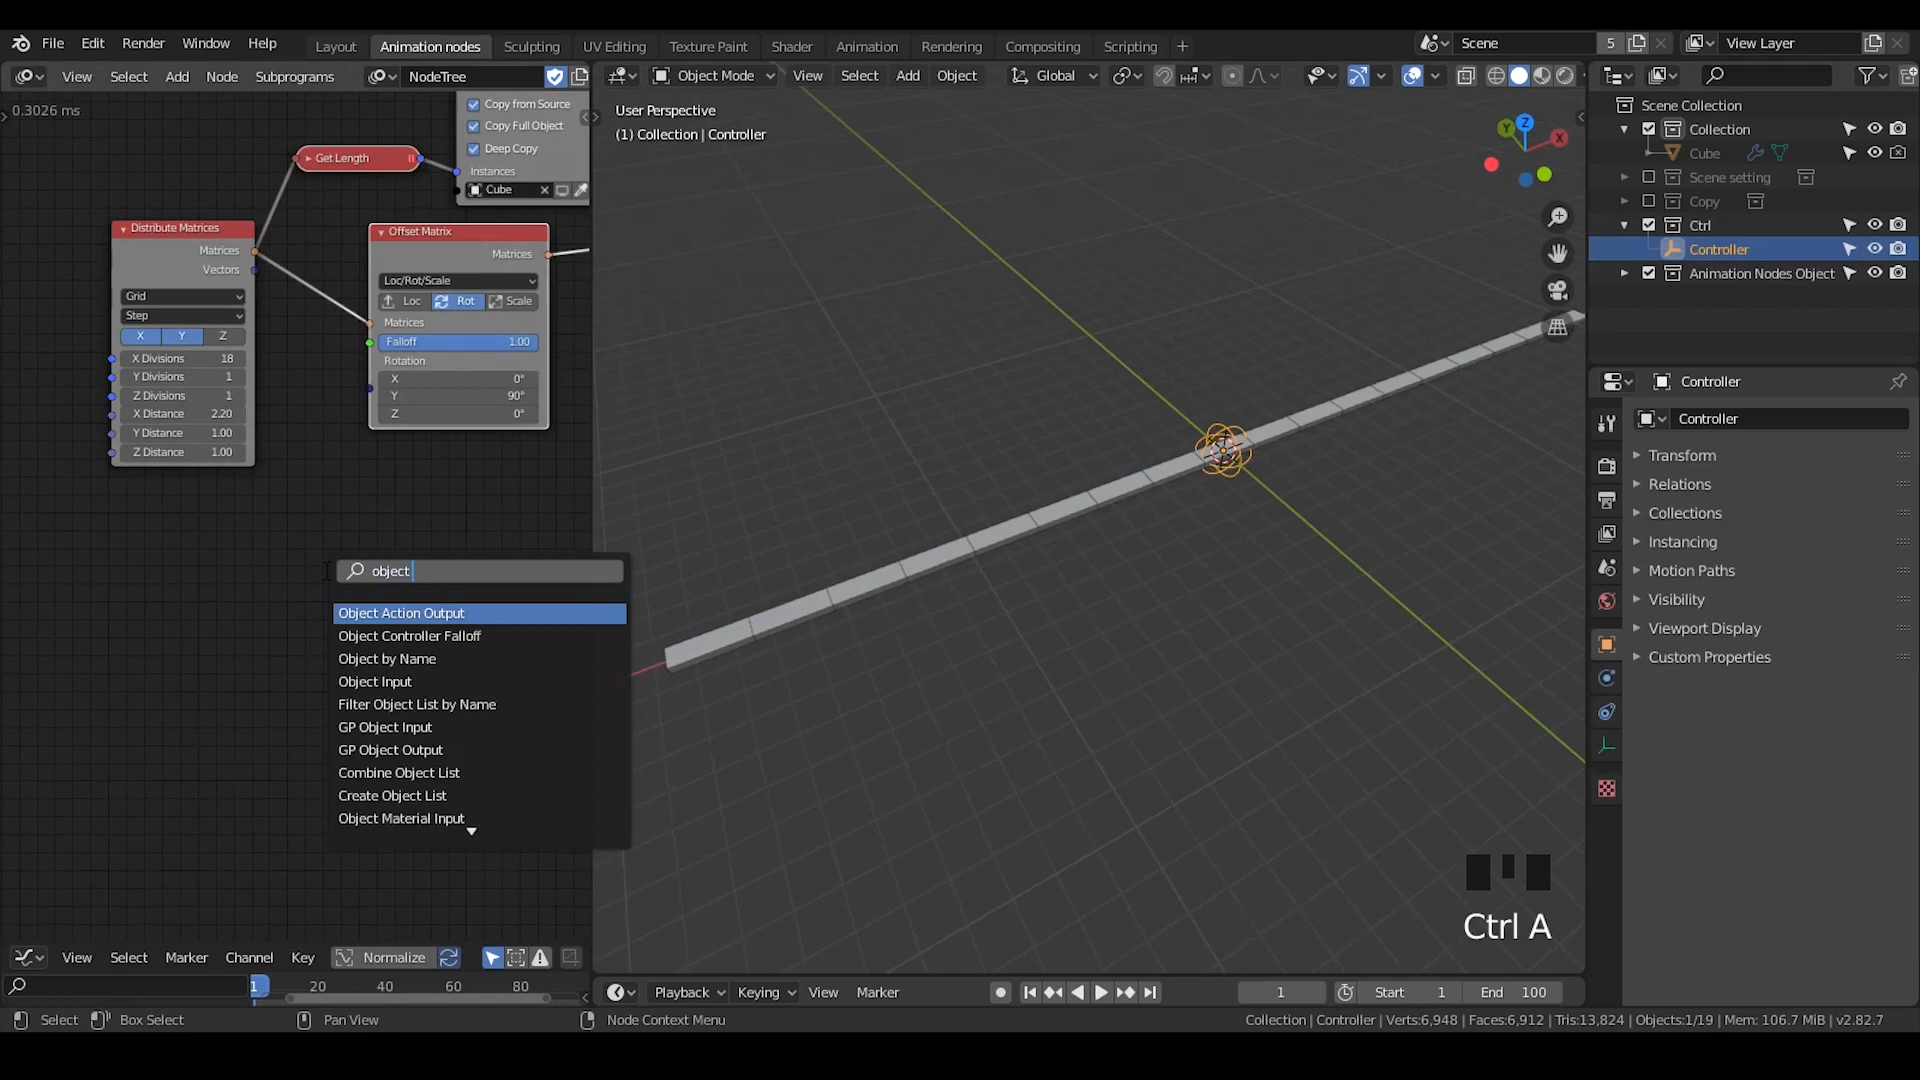 File Edit Render Window Help Layout Animation nodes Sculpting UV Editing Texture Paint Shader Animation Rendering Compositing Scripting + Scene 5 View Layer
View Select Add Node Subprograms NodeTree
Object Mode View Select Add Object Global
0.3026 ms
Copy from Source
Copy Full Object
Deep Copy
Instances
Cube
Get Length
Distribute Matrices
Matrices
Vectors
Grid
Step
X Y Z
X Divisions 18
Y Divisions 1
Z Divisions 1
X Distance 2.20
Y Distance 1.00
Z Distance 1.00
Offset Matrix
Matrices
Loc/Rot/Scale
Loc Rot Scale
Matrices
Falloff 1.00
Rotation
X 0°
Y 90°
Z 0°
object
Object Action Output
Object Controller Falloff
Object by Name
Object Input
Filter Object List by Name
GP Object Input
GP Object Output
Combine Object List
Create Object List
Object Material Input
User Perspective
(1) Collection | Controller
X
Y
Z
Ctrl A
Scene Collection
Collection
Cube
Scene setting
Copy
Ctrl
Controller
Animation Nodes Object
Controller
Controller
Transform
Relations
Collections
Instancing
Motion Paths
Visibility
Viewport Display
Custom Properties
View Select Marker Channel Key Normalize
1 20 40 60 80
Playback Keying View Marker 1 Start 1 End 100
Select Box Select Pan View Node Context Menu Collection | Controller | Verts:6,948 | Faces:6,912 | Tris:13,824 | Objects:1/19 | Mem: 106.7 MiB | v2.82.7